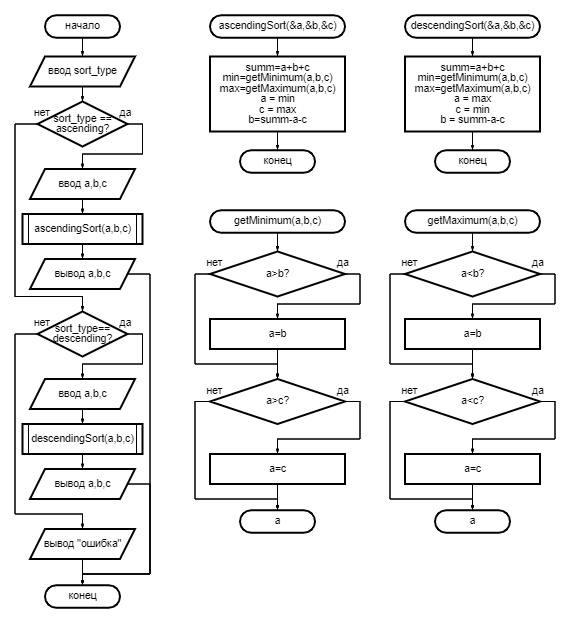 начало
ввод sort_type
нет
да
sort_type ==
ascending?
ввод a,b,c
ascendingSort(a,b,c)
вывод a,b,c
нет
да
sort_type==
descending?
ввод a,b,c
descendingSort(a,b,c)
вывод a,b,c
вывод "ошибка"
конец
ascendingSort(&a,&b,&c)
summ=a+b+c
min=getMinimum(a,b,c)
max=getMaximum(a,b,c)
a = min
c = max
b=summ-a-c
конец
descendingSort(&a,&b,&c)
summ=a+b+c
min=getMinimum(a,b,c)
max=getMaximum(a,b,c)
a = max
c = min
b = summ-a-c
конец
getMinimum(a,b,c)
нет
да
a>b?
a=b
нет
да
a>c?
a=c
a
getMaximum(a,b,c)
нет
да
a<b?
a=b
нет
да
a<c?
a=c
a